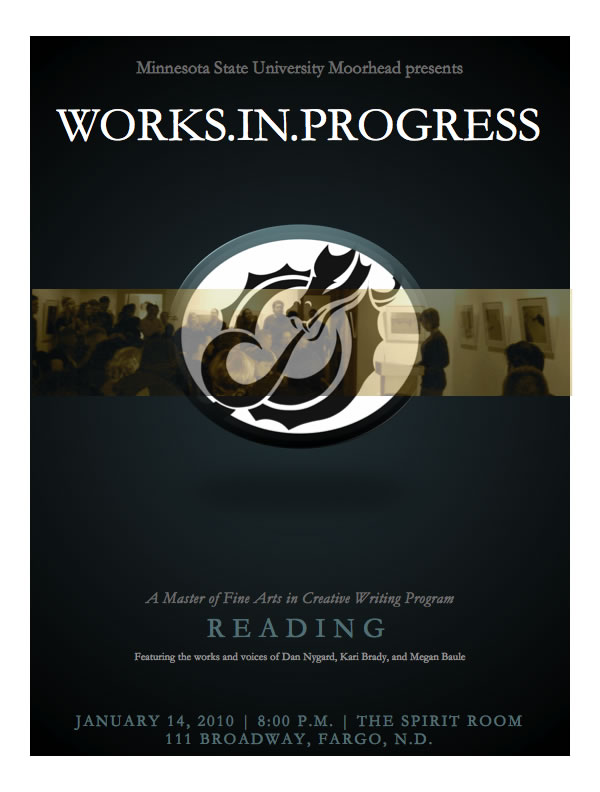 Minnesota State University Moorhead presents
WORKS.IN.PROGRESS
A Master of Fine Arts in Creative Writing Program
READING
Featuring the works and voices of Dan Nygard, Kari Brady, and Megan Baule
JANUARY 14, 2010 | 8:00 P.M. | THE SPIRIT ROOM
111 BROADWAY, FARGO, N.D.